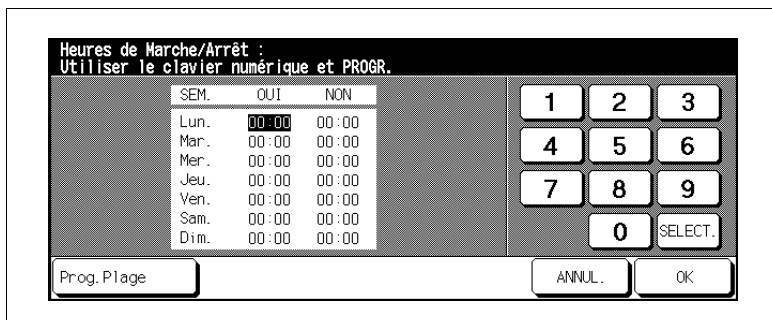 Heures de Marche/Arrêt :
Utiliser le clavier numérique et PROGR.
SEM. OUI NON
Lun. 00:00 00:00
Mar. 00:00 00:00
Mer. 00:00 00:00
Jeu. 00:00 00:00
Ven. 00:00 00:00
Sam. 00:00 00:00
Dim. 00:00 00:00
1 2 3
4 5 6
7 8 9
0 SELECT.
Prog.Plage ANNUL. OK